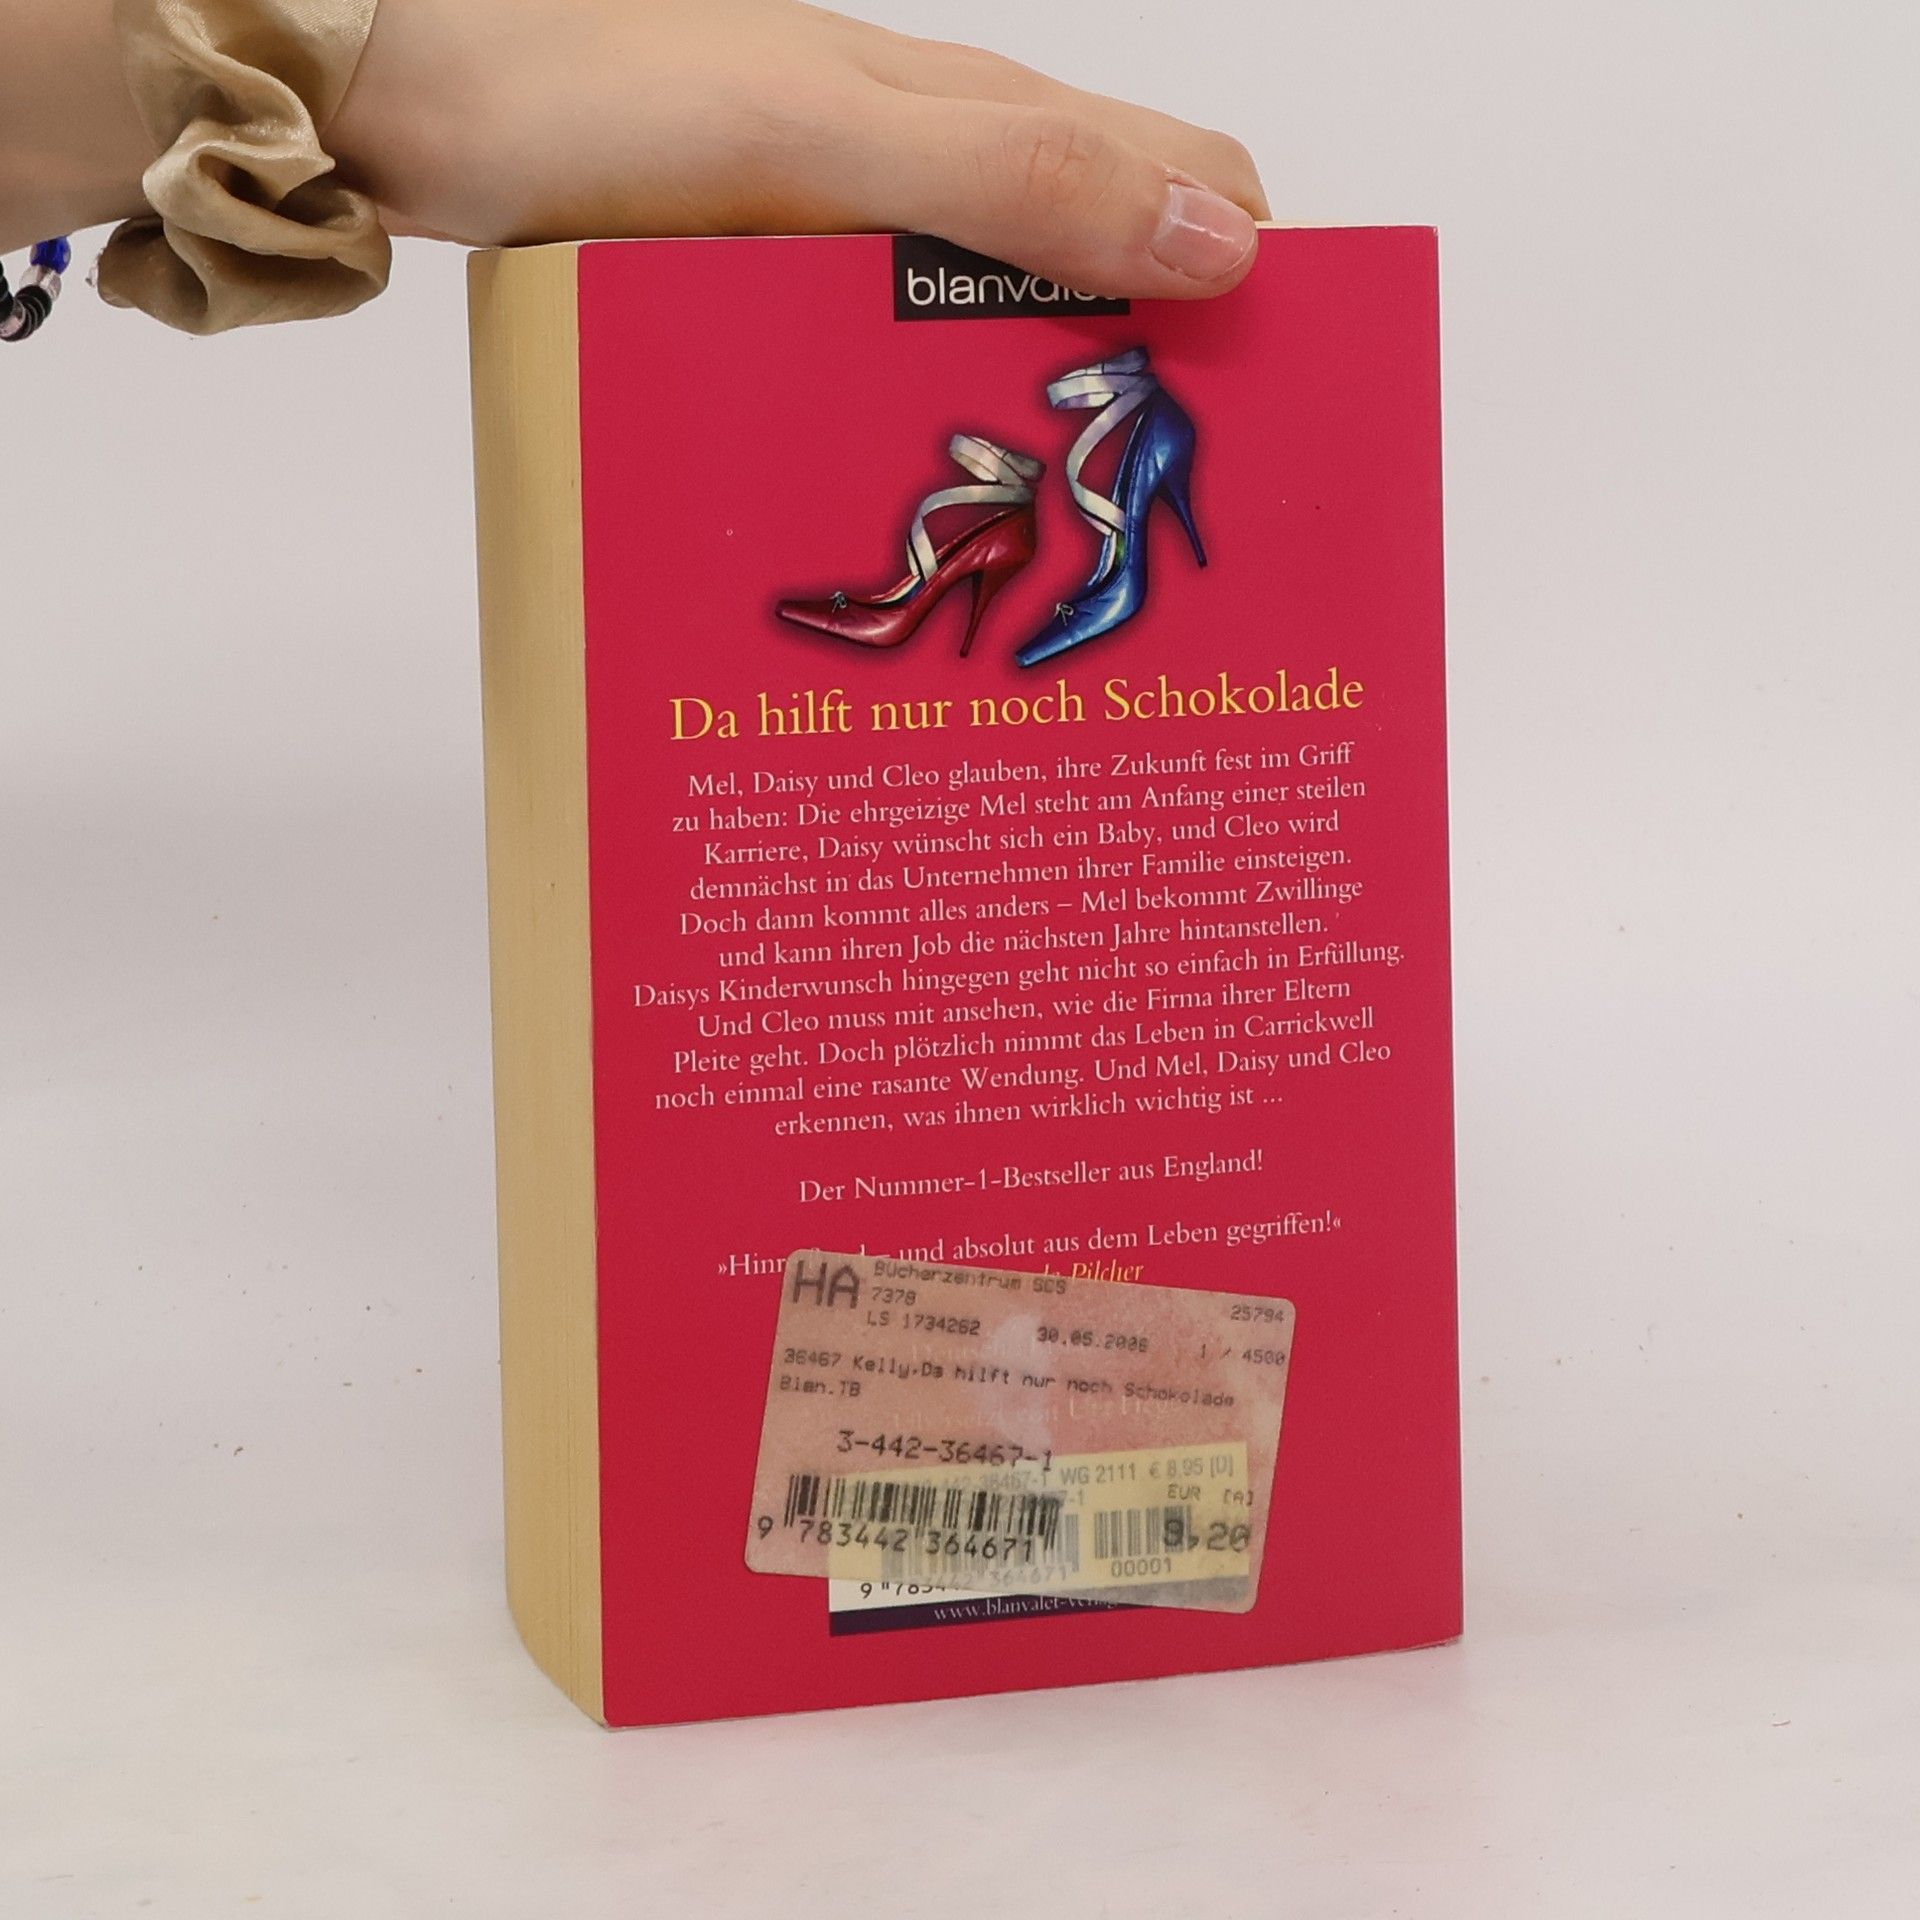 blanvalet
Da hilft nur noch Schokolade
Mel, Daisy und Cleo glauben, ihre Zukunft fest im Griff
zu haben: Die ehrgeizige Mel steht am Anfang einer steilen
Karriere, Daisy wünscht sich ein Baby, und Cleo wird
demnächst in das Unternehmen ihrer Familie einsteigen.
Doch dann kommt alles anders – Mel bekommt Zwillinge
und kann ihren Job die nächsten Jahre hintanstellen.
Daisys Kinderwunsch hingegen geht nicht so einfach in Erfüllung.
Und Cleo muss mit ansehen, wie die Firma ihrer Eltern
Pleite geht. Doch plötzlich nimmt das Leben in Carrickwell
noch einmal eine rasante Wendung. Und Mel, Daisy und Cleo
erkennen, was ihnen wirklich wichtig ist ...
Der Nummer-1-Bestseller aus England!
– und absolut aus dem Leben gegriffen!«
Pilcher
HA Bücherzentrum SCS
7378 25794
LS 1734262 30.05.2006 1 / 4500
36467 Kelly,Da hilft nur noch Schokolade
Blan.TB
3-442-36467-1
WG 2111 € 8,95 [D]
EUR [A]
9,20
9 783442 364671
00001
www.blanvalet-